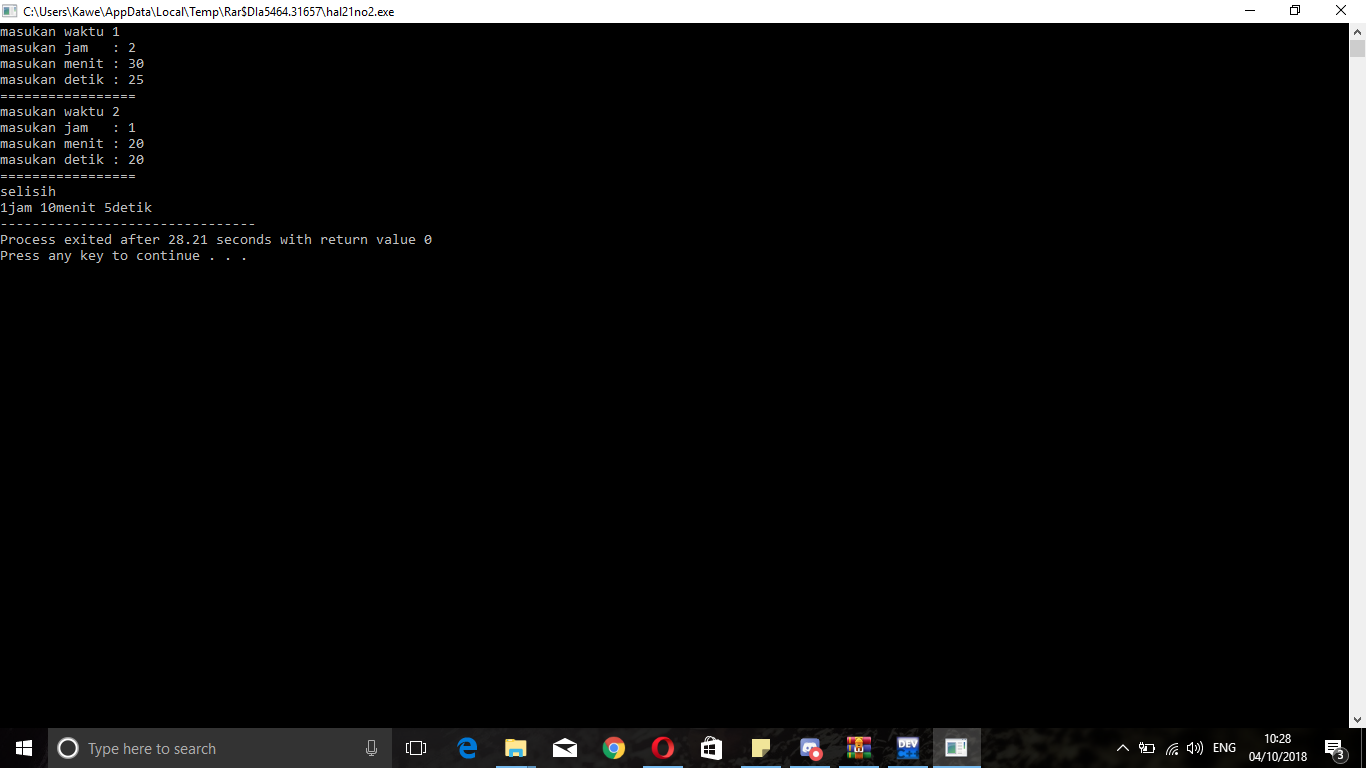 C:\Users\Kawe\AppData\Local\Temp\Rar$DIa5464.31657\hal21no2.exe
masukan waktu 1
masukan jam   : 2
masukan menit : 30
masukan detik : 25
=================
masukan waktu 2
masukan jam   : 1
masukan menit : 20
masukan detik : 20
=================
selisih
1jam 10menit 5detik
--------------------------------
Process exited after 28.21 seconds with return value 0
Press any key to continue . . .
Type here to search
DEV
ENG
10:28
04/10/2018
3